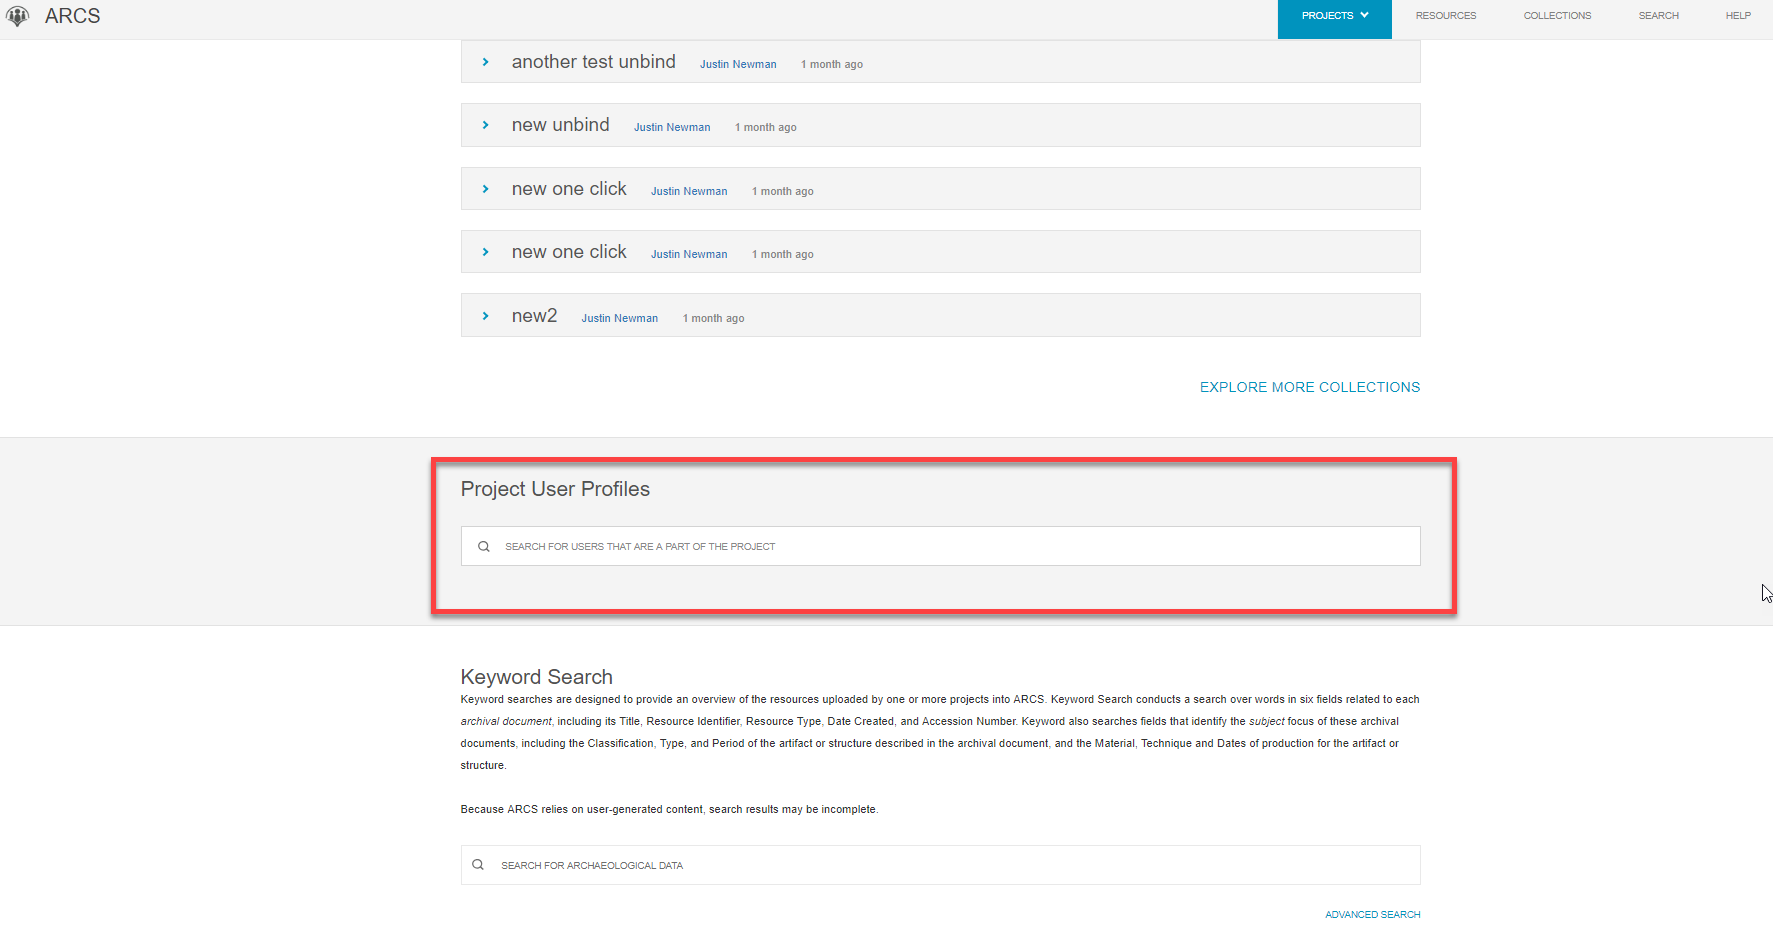 ARCS
PROJECTS
RESOURCES
COLLECTIONS
SEARCH
HELP
another test unbind Justin Newman 1 month ago
new unbind Justin Newman 1 month ago
new one click Justin Newman 1 month ago
new one click Justin Newman 1 month ago
new2 Justin Newman 1 month ago
EXPLORE MORE COLLECTIONS
Project User Profiles
SEARCH FOR USERS THAT ARE A PART OF THE PROJECT
Keyword Search
Keyword searches are designed to provide an overview of the resources uploaded by one or more projects into ARCS. Keyword Search conducts a search over words in six fields related to each
archival document, including its Title, Resource Identifier, Resource Type, Date Created, and Accession Number. Keyword also searches fields that identify the subject focus of these archival
documents, including the Classification, Type, and Period of the artifact or structure described in the archival document, and the Material, Technique and Dates of production for the artifact or
structure.
Because ARCS relies on user-generated content, search results may be incomplete.
SEARCH FOR ARCHAEOLOGICAL DATA
ADVANCED SEARCH